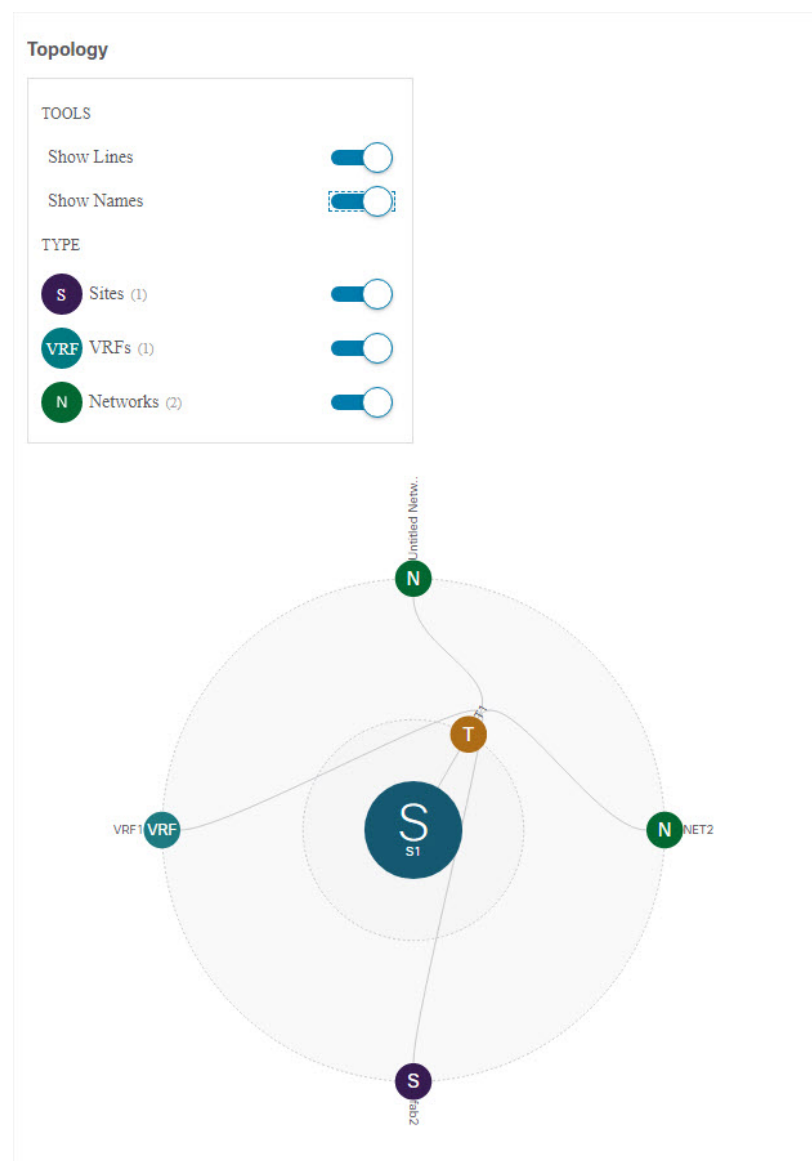 Topology
TOOLS
Show Lines
Show Names
TYPE
S Sites (1)
VRF VRFs (1)
N Networks (2)
Untitled Netw..
N
T
S
S1
VRF1 VRF
N NET2
S
fab2